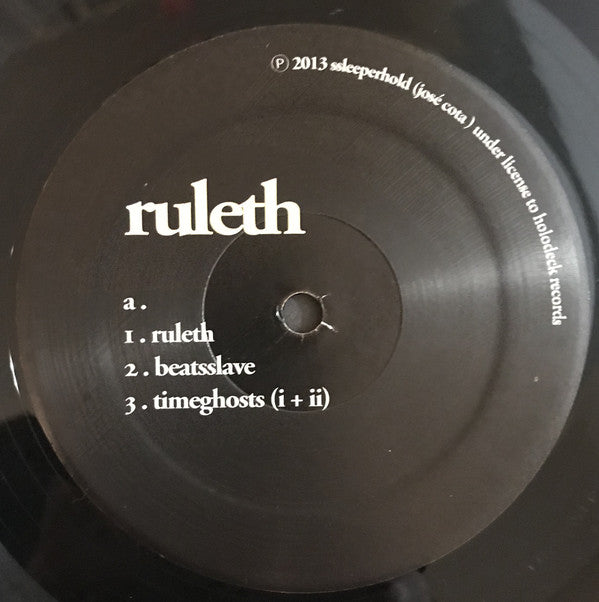 ℗ 2013 ssleeperhold (josé cota) under license to holodeck records
ruleth
a .
1 . ruleth
2 . beatsslave
3 . timeghosts (i + ii)